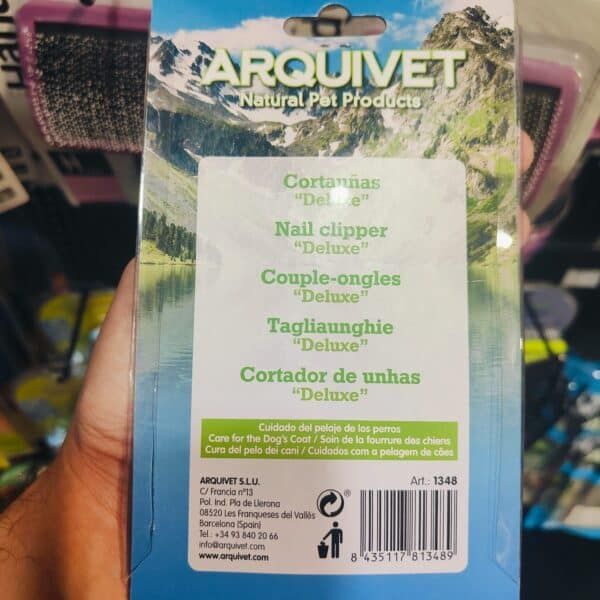 ARQUIVET
Natural Pet Products
Cortauñas
"Deluxe"
Nail clipper
"Deluxe"
Couple-ongles
"Deluxe"
Tagliaunghie
"Deluxe"
Cortador de unhas
"Deluxe"
Cuidado del pelaje de los perros
Care for the Dog's Coat / Soin de la fourrure des chiens
Cura del pelo dei cani / Cuidados com a pelagem de cães
ARQUIVET S.L.U.
C/ Francia nº13
Pol. Ind. Pla de Llerona
08520 Les Franqueses del Vallès
Barcelona (Spain)
Tel.: +34 93 840 20 66
info@arquivet.com
www.arquivet.com
Art.: 1348
8 435117 813489